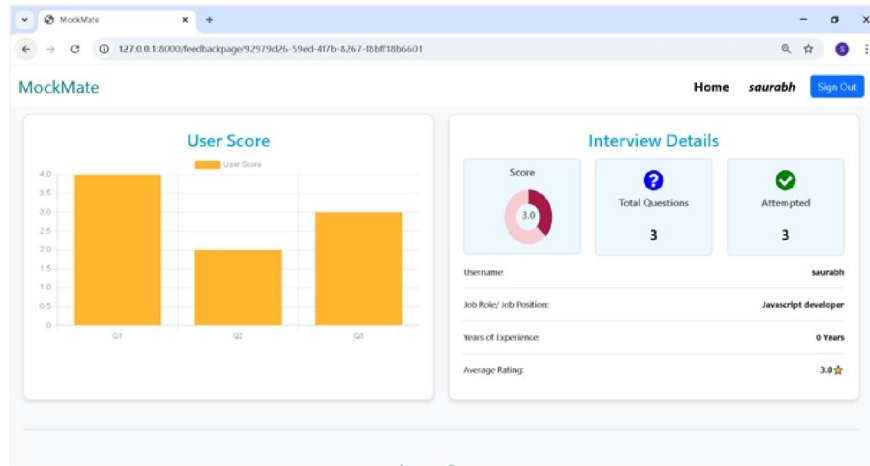 MockMate
127.0.0.1:8000/feedbackpage/92979d26-59ed-4f7b-8267-f8bff18b6601
MockMate
Home saurabh Sign Out
User Score
User Score
4.0
3.5
3.0
2.5
2.0
1.5
1.0
0.5
0
Q1 Q2 Q3
Interview Details
Score
3.0
Total Questions
3
Attempted
3
Username: saurabh
Job Role/ Job Position: Javascript developer
Years of Experience: 0 Years
Average Rating: 3.0